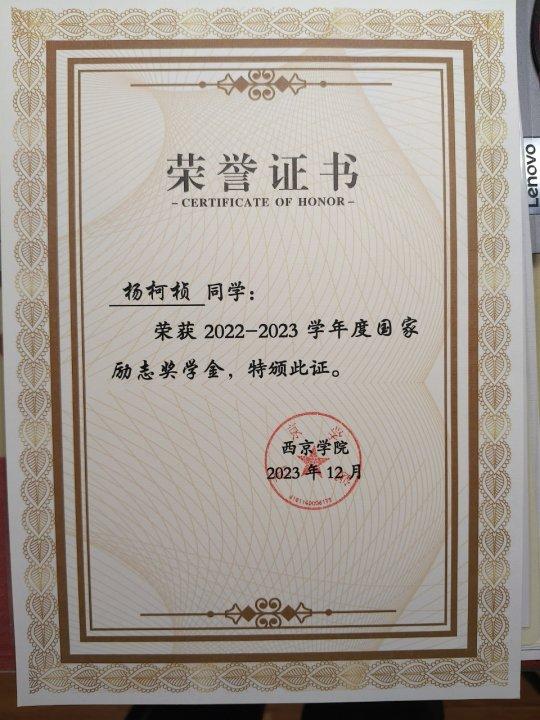 荣誉证书
-CERTIFICATE OF HONOR-
杨柯桢 同学：
荣获 2022-2023 学年度国家
励志奖学金，特颁此证。
西京学院
2023 年 12 月
Lenovo